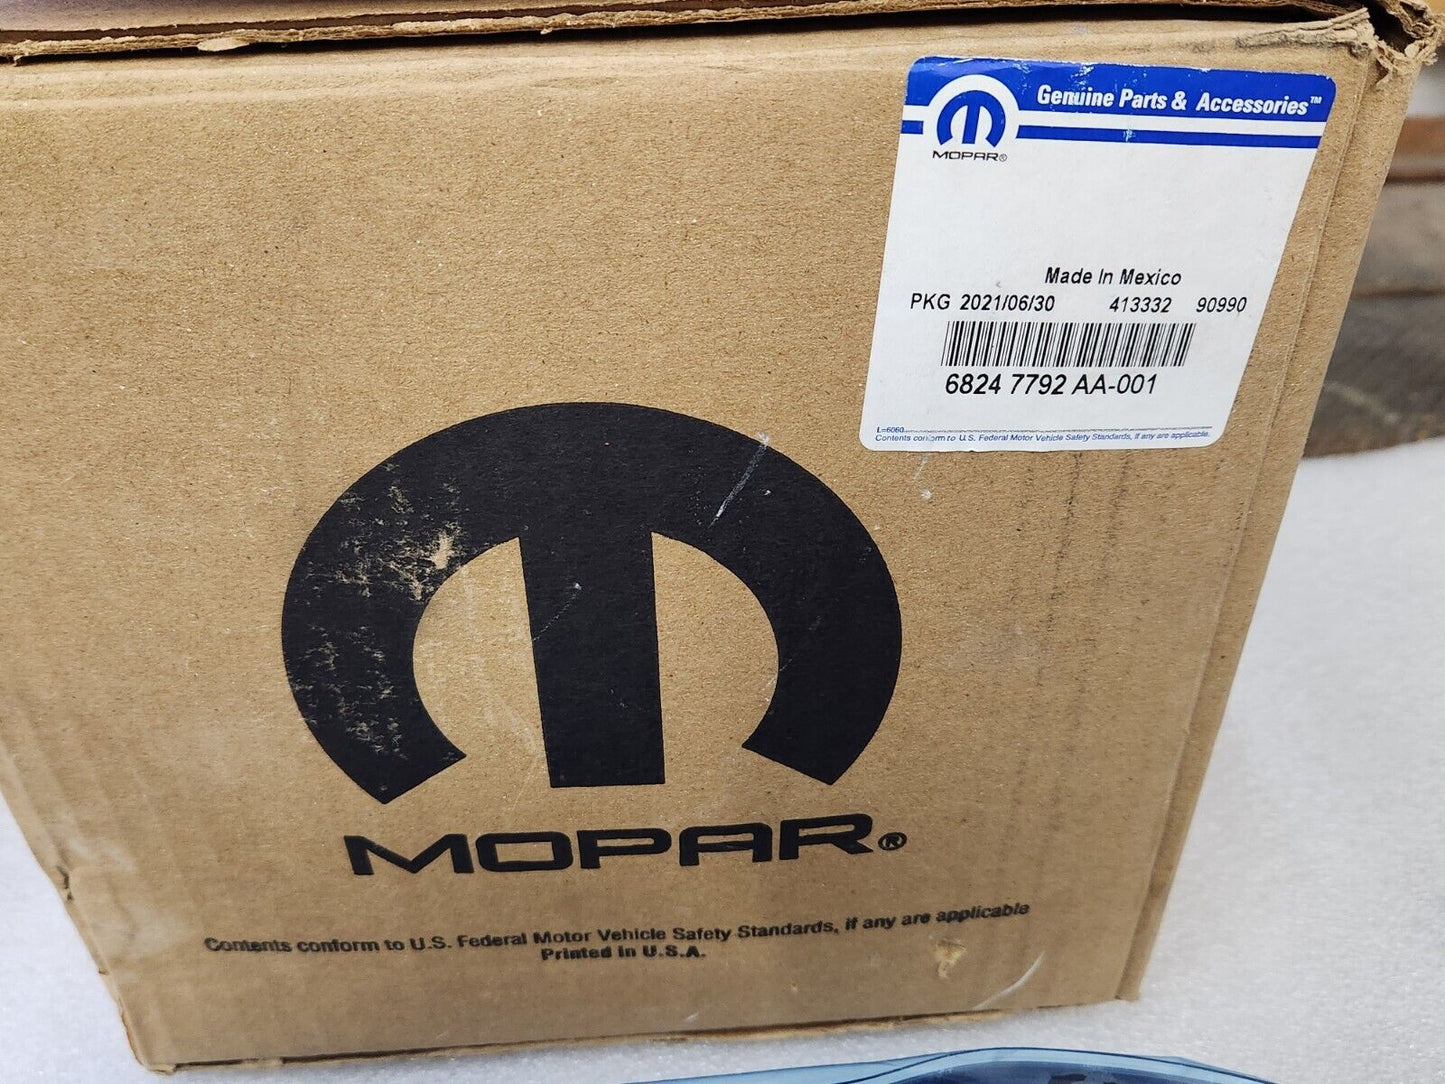 Genuine Parts & Accessories™
MOPAR®
Made In Mexico
PKG 2021/06/30 413332 90990
6824 7792 AA-001
L-6060
Contents conform to U.S. Federal Motor Vehicle Safety Standards, if any are applicable.
MOPAR®
Contents conform to U.S. Federal Motor Vehicle Safety Standards, if any are applicable
Printed in U.S.A.